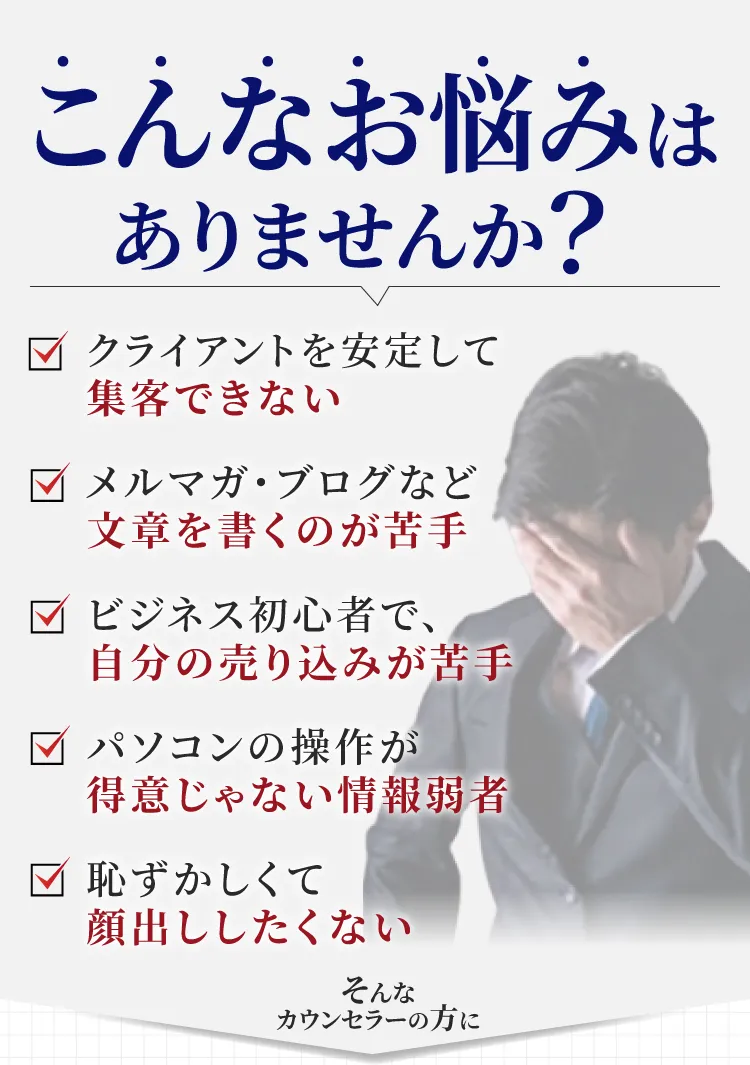 こんなお悩みは
ありませんか?
クライアントを安定して
集客できない
メルマガ・ブログなど
文章を書くのが苦手
ビジネス初心者で、
自分の売り込みが苦手
パソコンの操作が
得意じゃない情報弱者
恥ずかしくて
顔出ししたくない
そんな
カウンセラーの方に